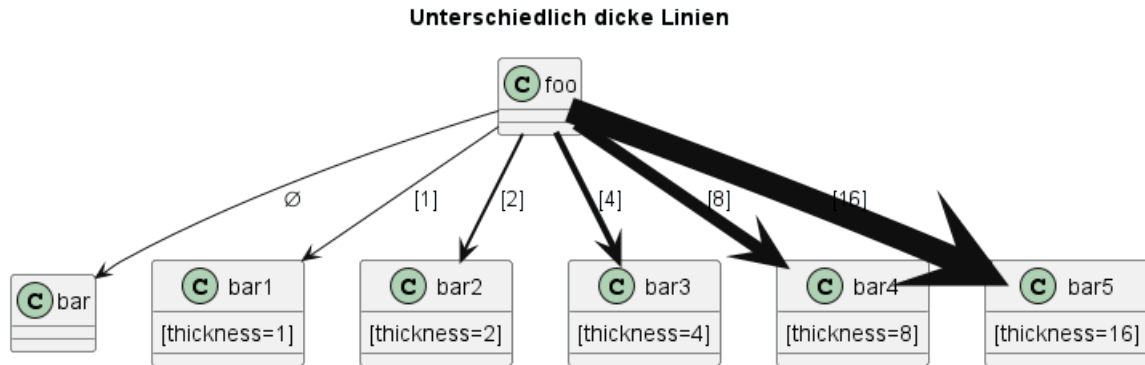 Unterschiedlich dicke Linien
C foo
∅ [1] [2] [4] [8] [16]
C bar
C bar1
[thickness=1]
C bar2
[thickness=2]
C bar3
[thickness=4]
C bar4
[thickness=8]
C bar5
[thickness=16]